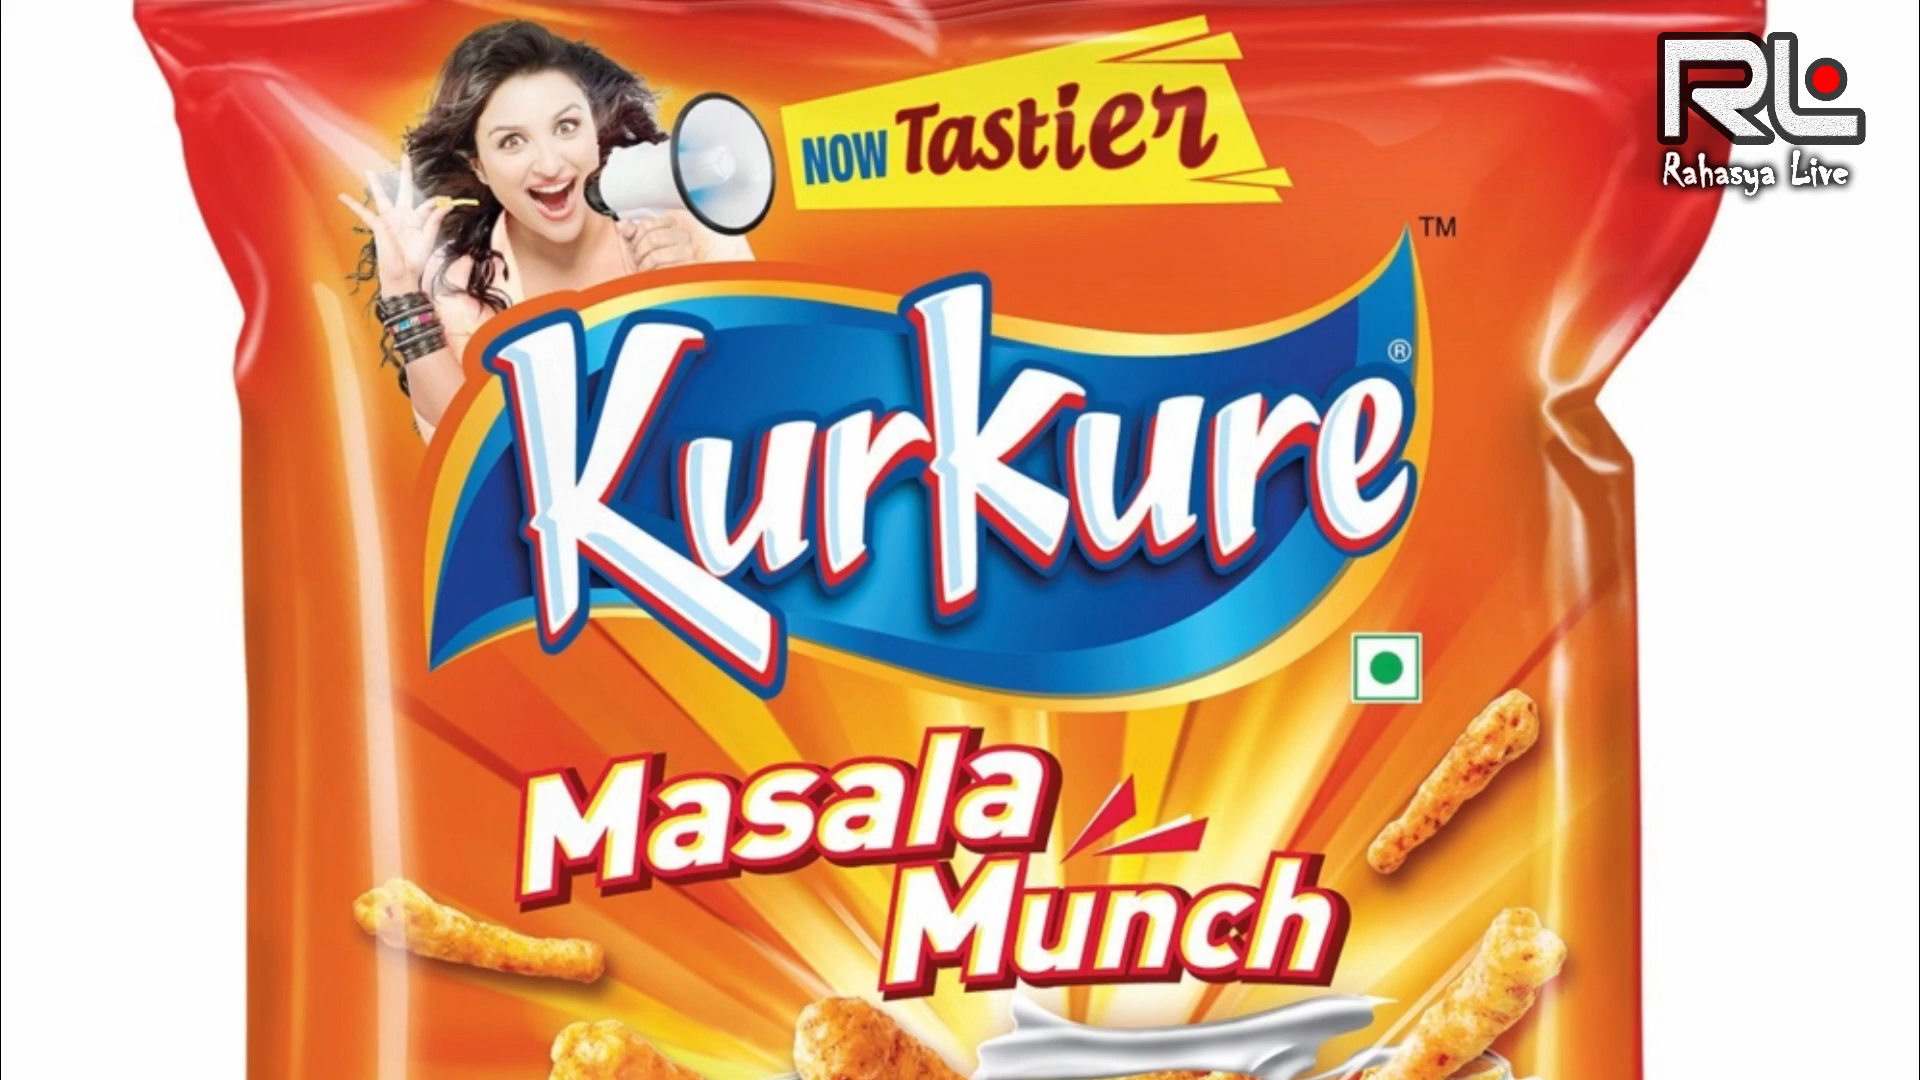 NOW Tastier
RL
Rahasya Live
TM
Kurkure ®
Masala
Munch